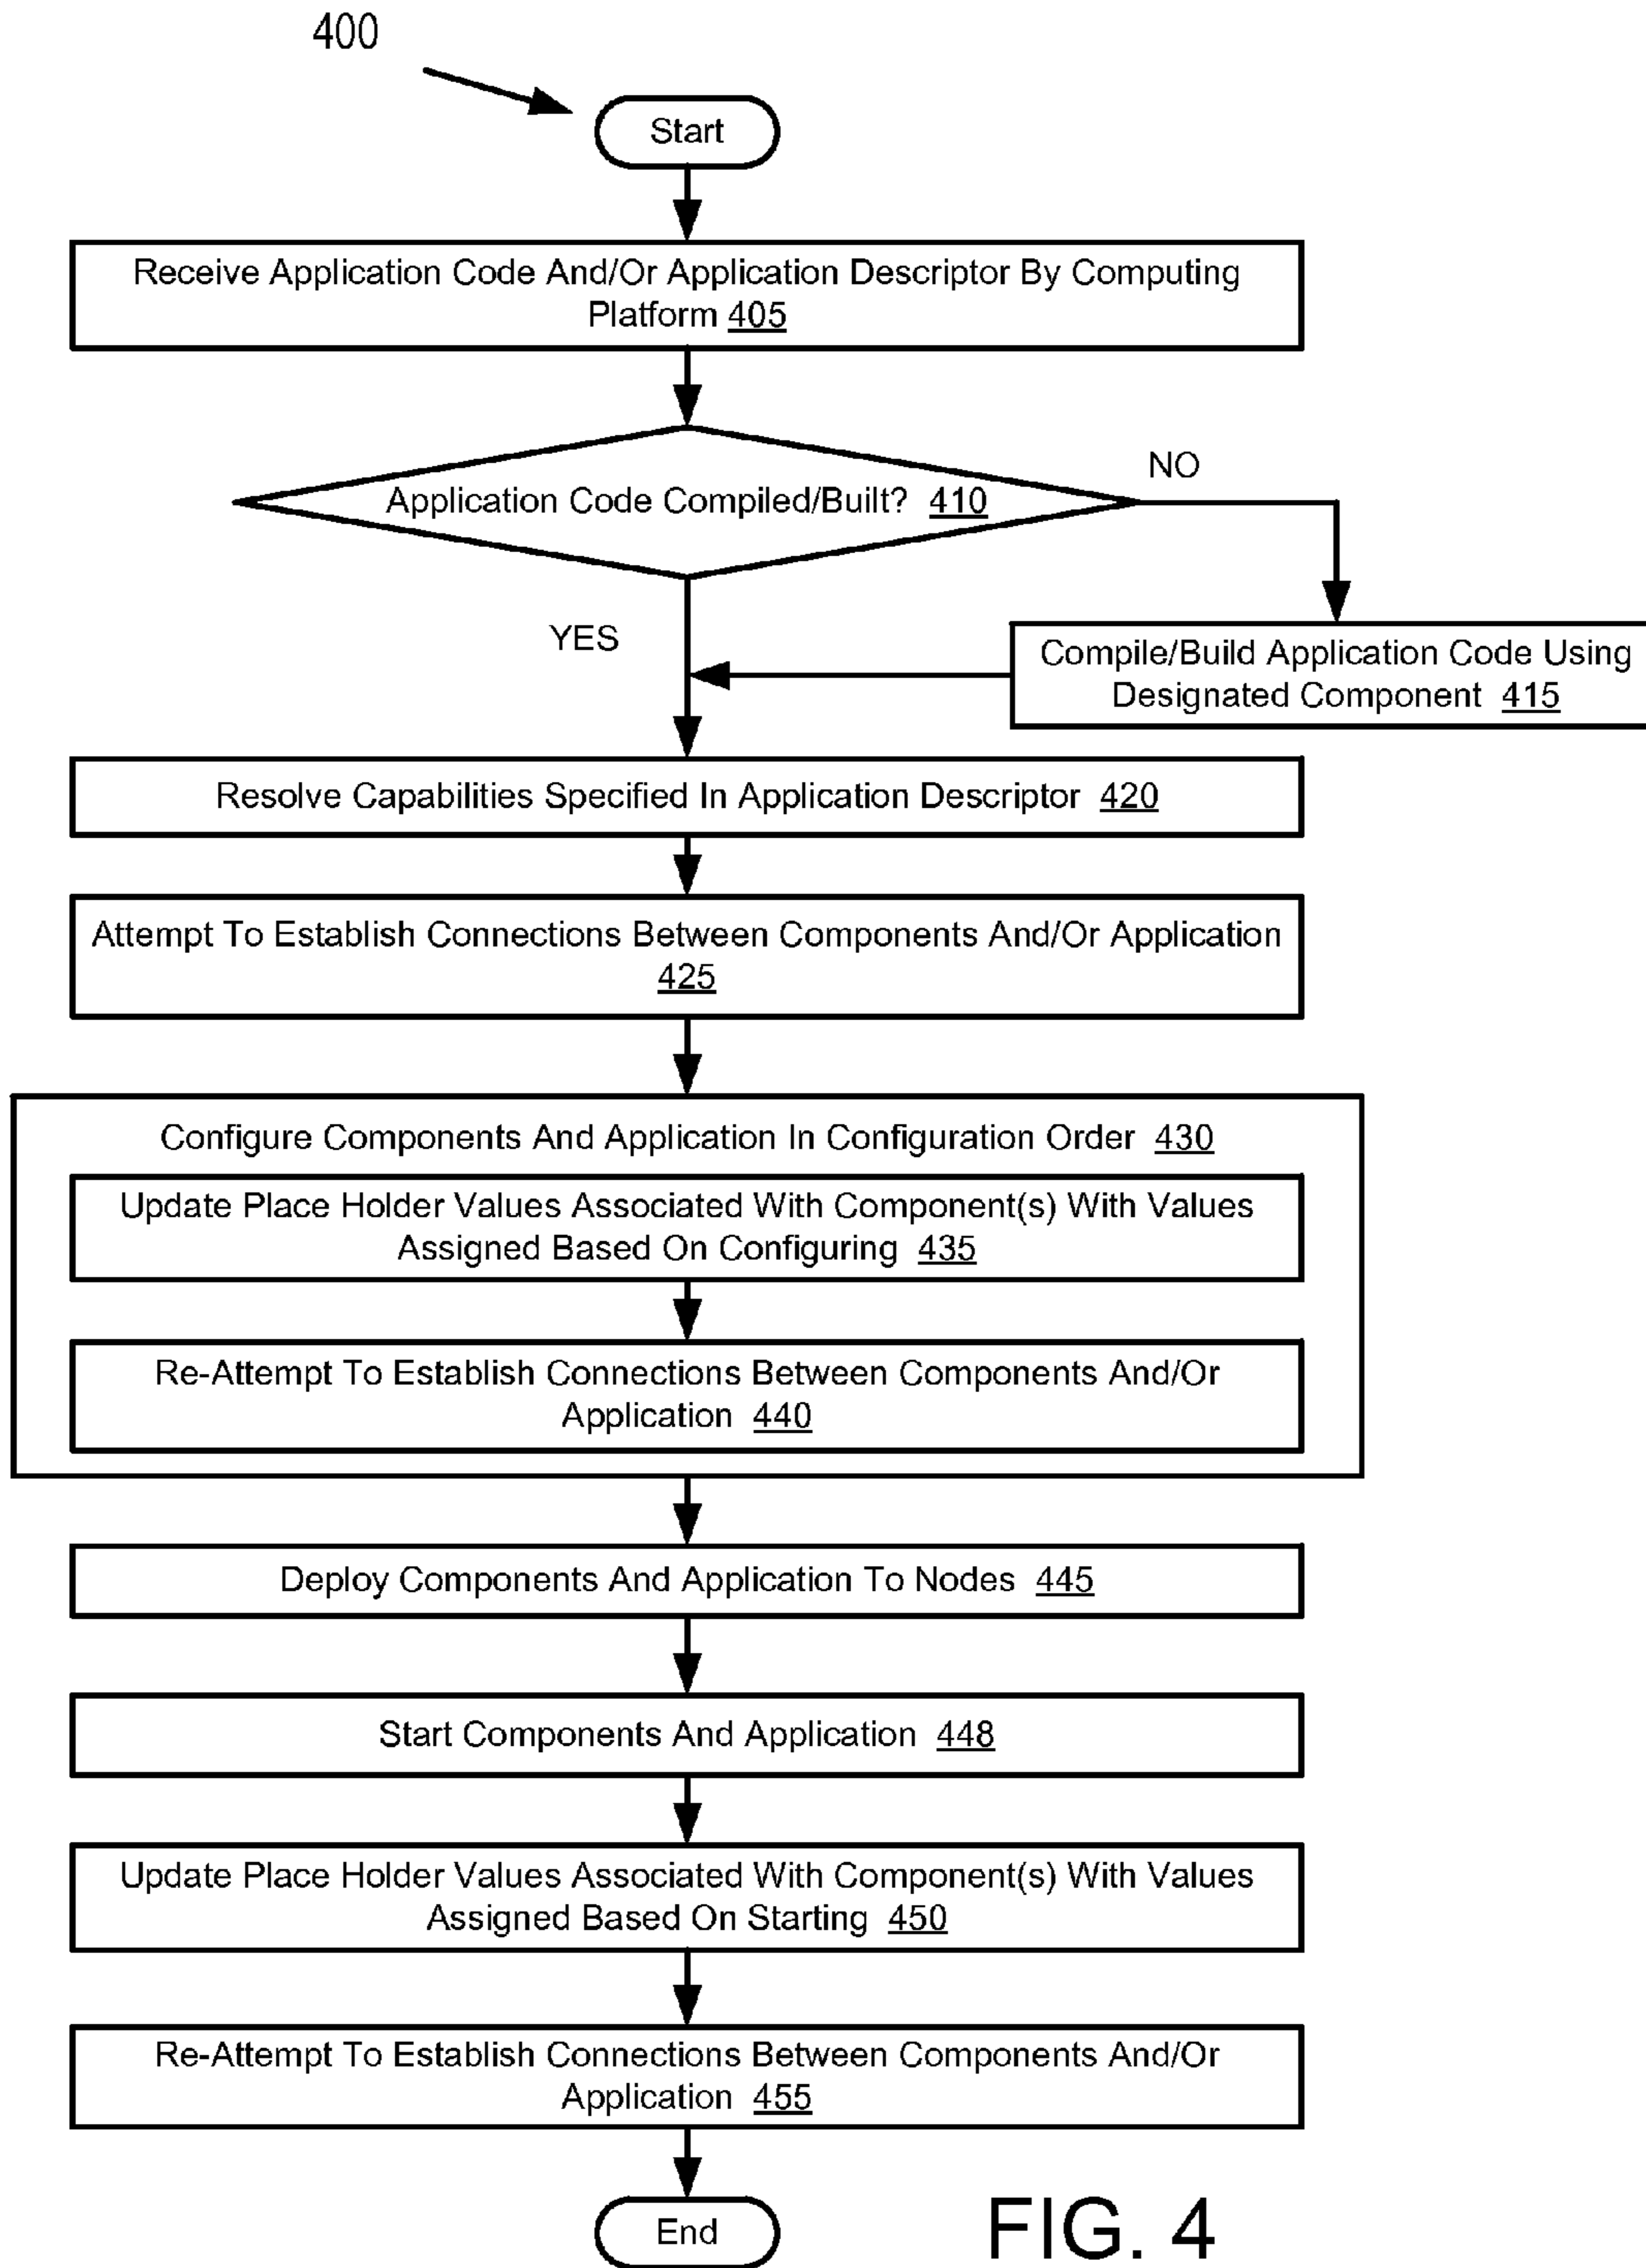 400
Start
Receive Application Code And/Or Application Descriptor By Computing
Platform 405
Application Code Compiled/Built? 410
NO
YES
Compile/Build Application Code Using
Designated Component 415
Resolve Capabilities Specified In Application Descriptor 420
Attempt To Establish Connections Between Components And/Or Application
425
Configure Components And Application In Configuration Order 430
Update Place Holder Values Associated With Component(s) With Values
Assigned Based On Configuring 435
Re-Attempt To Establish Connections Between Components And/Or
Application 440
Deploy Components And Application To Nodes 445
Start Components And Application 448
Update Place Holder Values Associated With Component(s) With Values
Assigned Based On Starting 450
Re-Attempt To Establish Connections Between Components And/Or
Application 455
End
FIG. 4